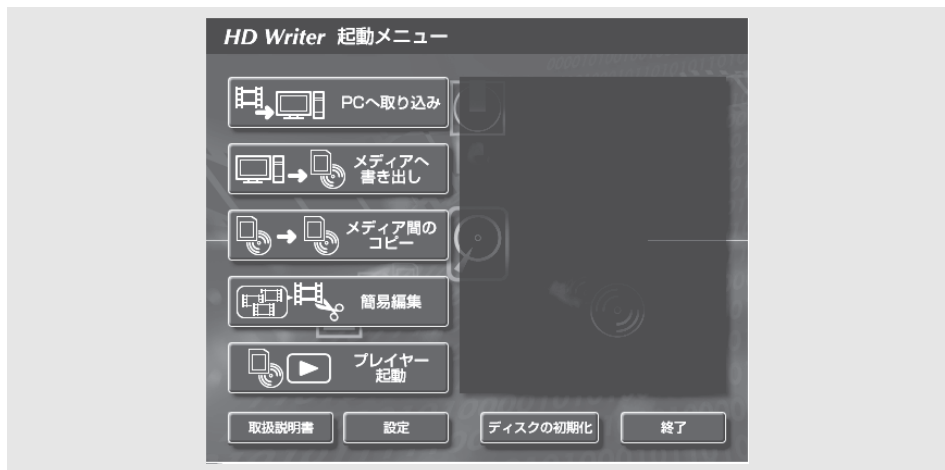 HD Writer 起動メニュー
PCへ取り込み
メディアへ
書き出し
メディア間の
コピー
簡易編集
プレイヤー
起動
取扱説明書
設定
ディスクの初期化
終了